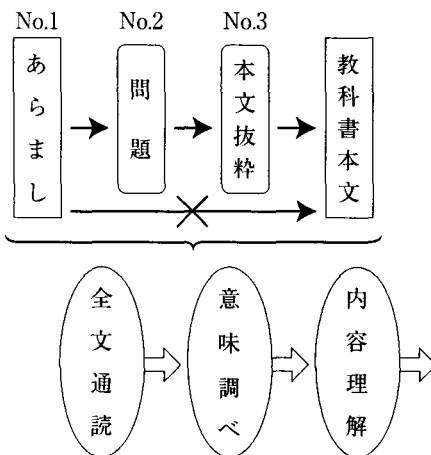 No.1
No.2
No.3
あらまし
問題
本文抜粋
教科書本文
全文通読
意味調べ
内容理解